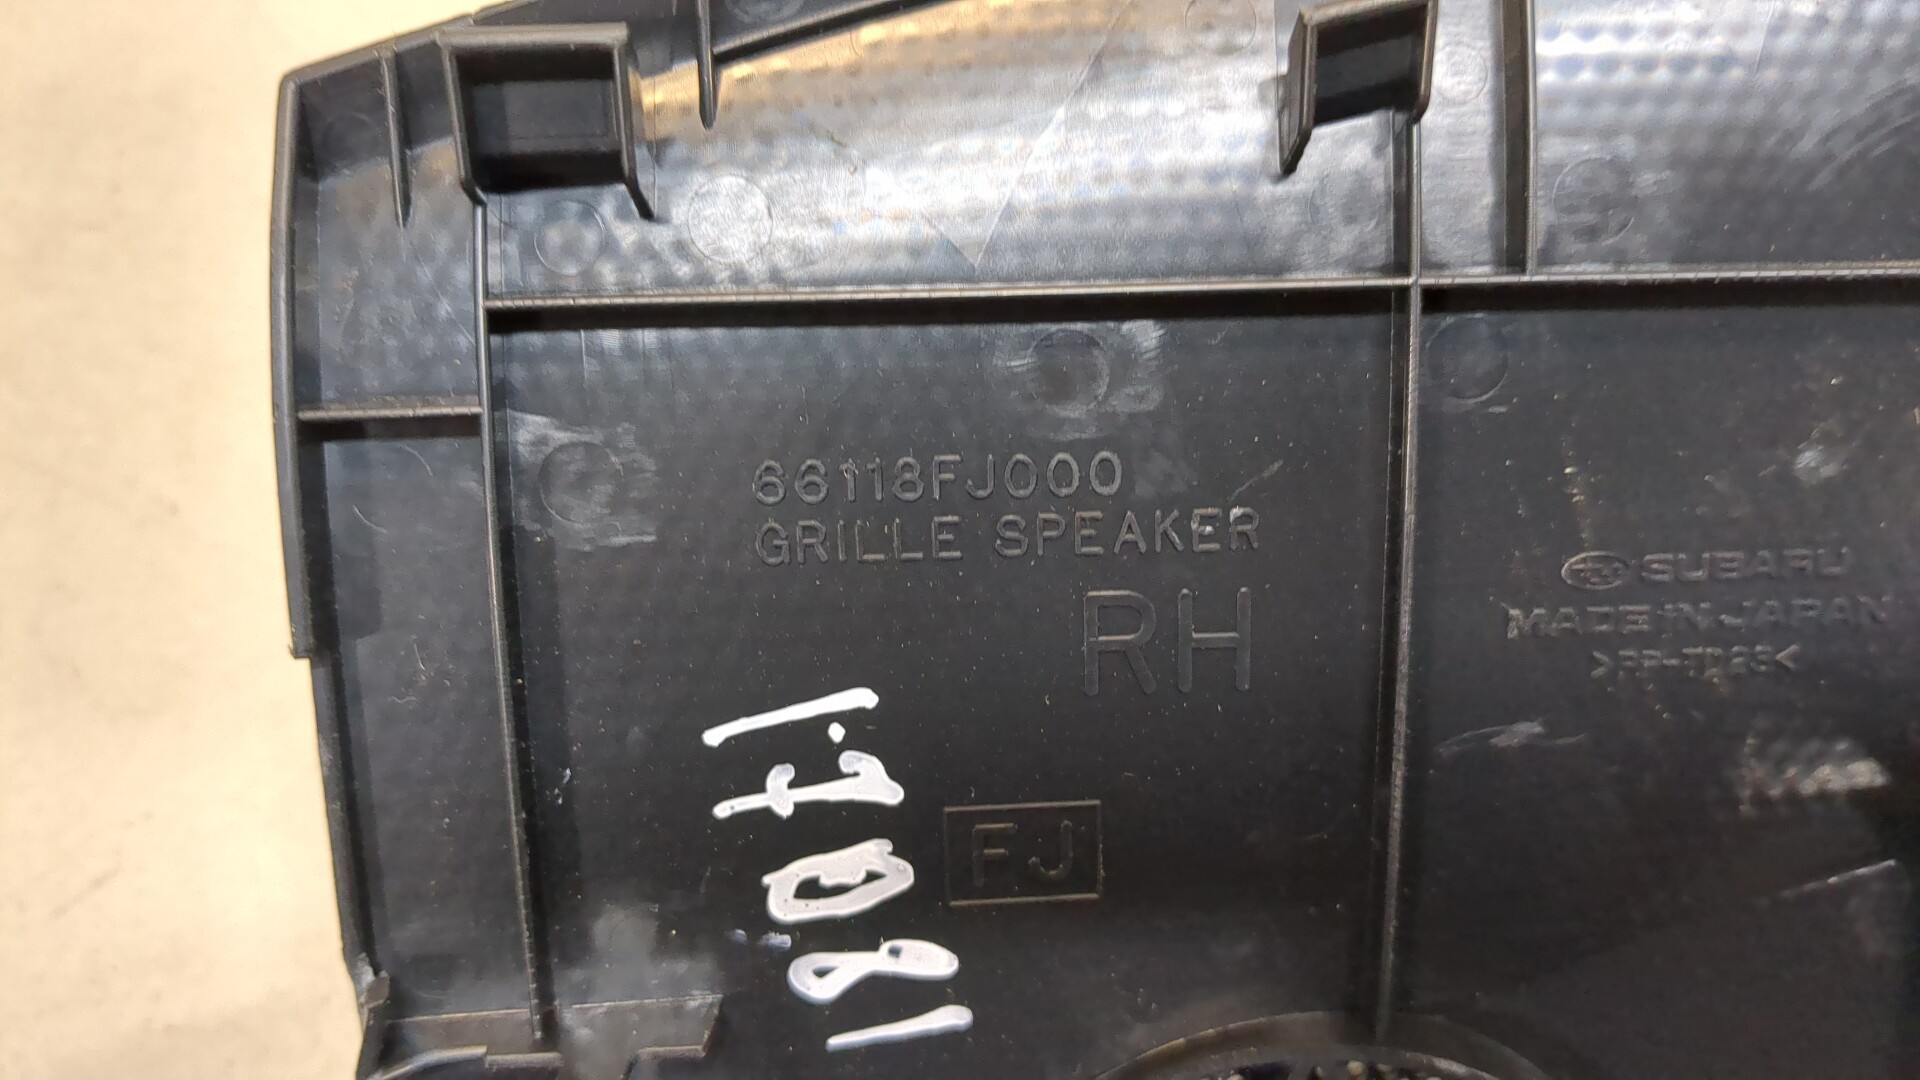 66118FJ000
GRILLE SPEAKER
RH
FJ
SUBARU
MADE IN JAPAN